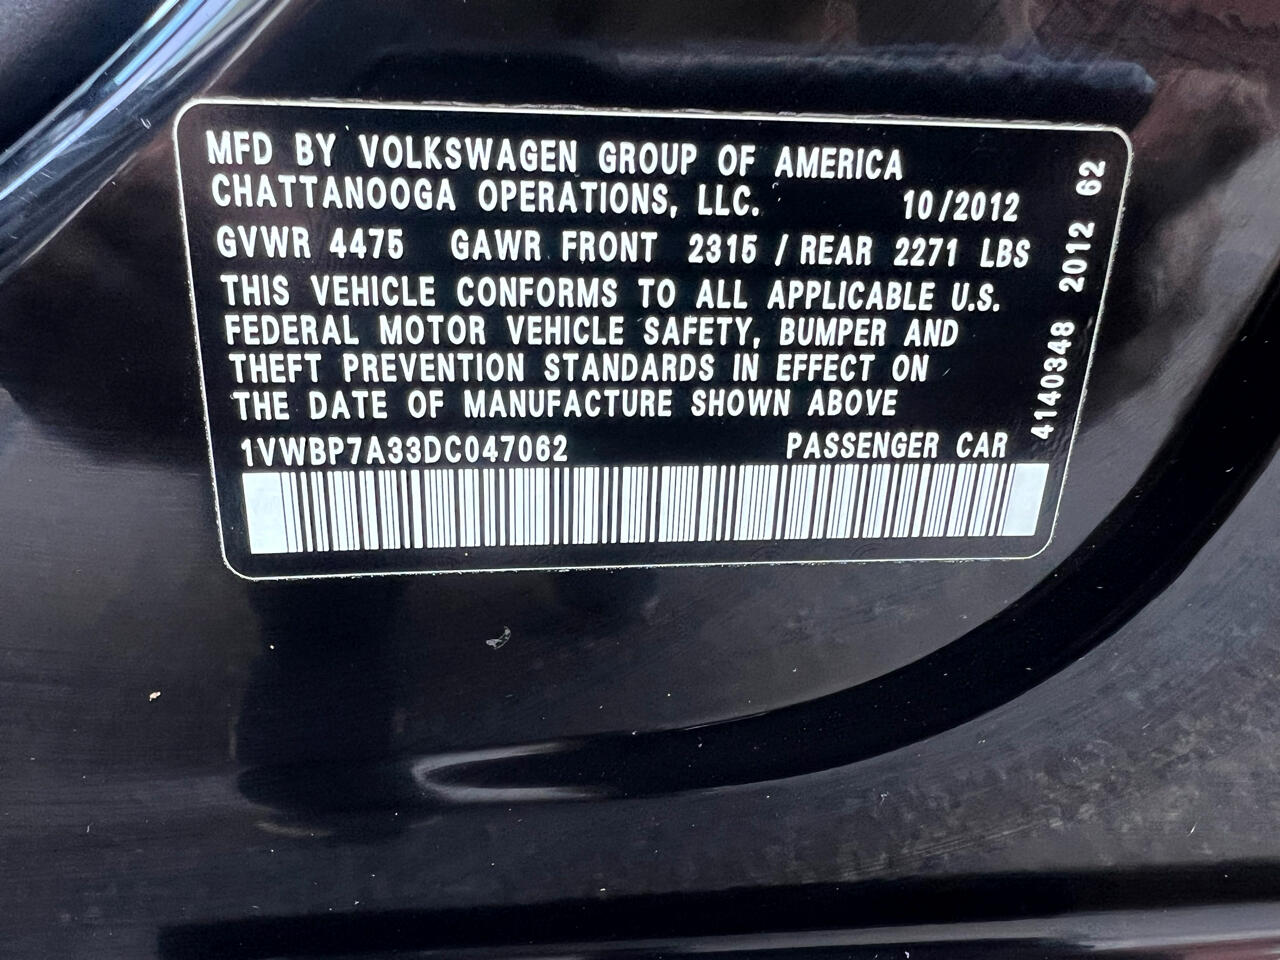 MFD BY VOLKSWAGEN GROUP OF AMERICA
CHATTANOOGA OPERATIONS, LLC. 10/2012
GVWR 4475 GAWR FRONT 2315 / REAR 2271 LBS
THIS VEHICLE CONFORMS TO ALL APPLICABLE U.S.
FEDERAL MOTOR VEHICLE SAFETY, BUMPER AND
THEFT PREVENTION STANDARDS IN EFFECT ON
THE DATE OF MANUFACTURE SHOWN ABOVE
1VWBP7A33DC047062 PASSENGER CAR
4140348 2012 62